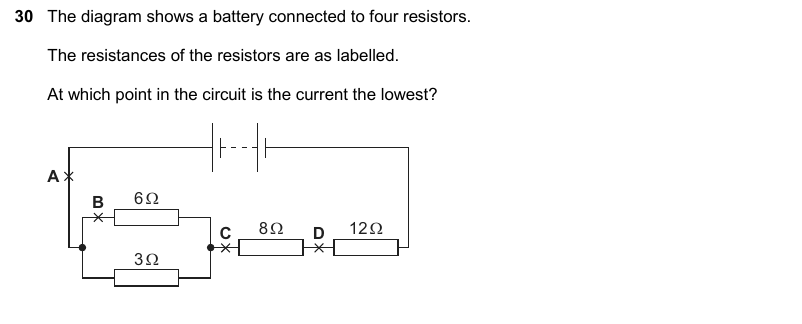 30 The diagram shows a battery connected to four resistors.
The resistances of the resistors are as labelled.
At which point in the circuit is the current the lowest?
A
B 6Ω
C 8Ω D 12Ω
3Ω